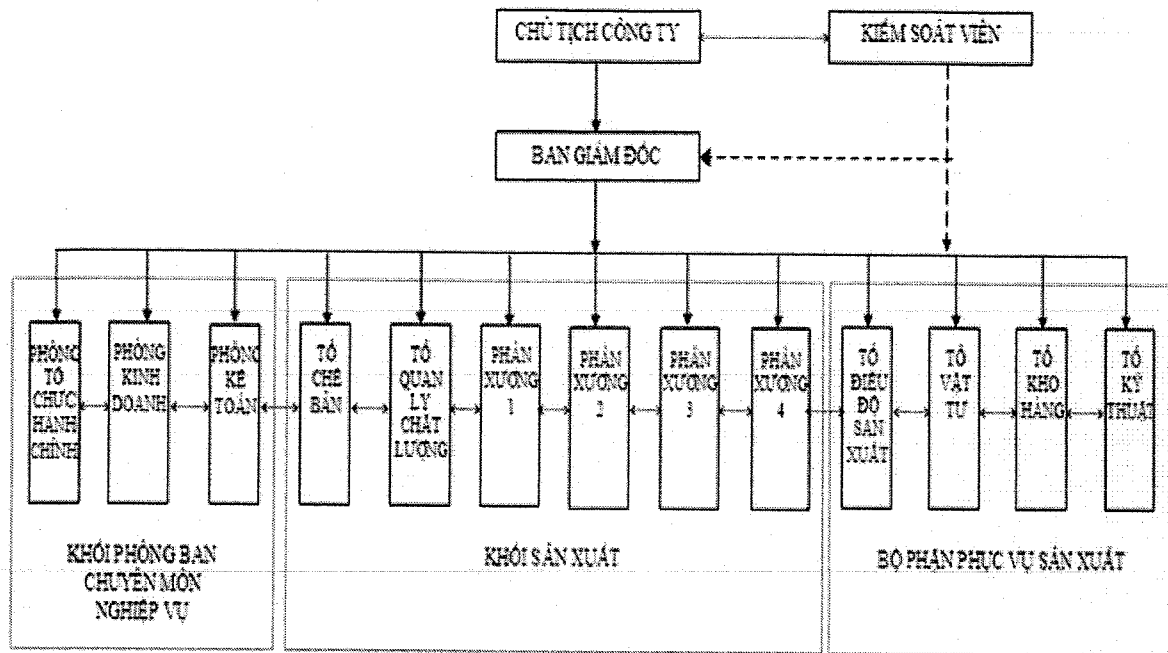 CHỦ TỊCH CÔNG TY
KIỂM SOÁT VIÊN
BAN GIÁM ĐỐC
PHÒNG
TỔ
CHỨC
HÀNH
CHÍNH
PHÒNG
KINH
DOANH
PHÒNG
KẾ
TOÁN
TỔ
CHẾ
BẢN
TỔ
QUẢN
LÝ
CHẤT
LƯỢNG
PHÂN
XƯỞNG
1
PHÂN
XƯỞNG
2
PHÂN
XƯỞNG
3
PHÂN
XƯỞNG
4
TỔ
ĐIỀU
ĐỘ
SẢN
XUẤT
TỔ
VẬT
TƯ
TỔ
KHO
HÀNG
TỔ
KỸ
THUẬT
KHỐI PHÒNG BAN
CHUYÊN MÔN
NGHIỆP VỤ
KHỐI SẢN XUẤT
BỘ PHẬN PHỤC VỤ SẢN XUẤT